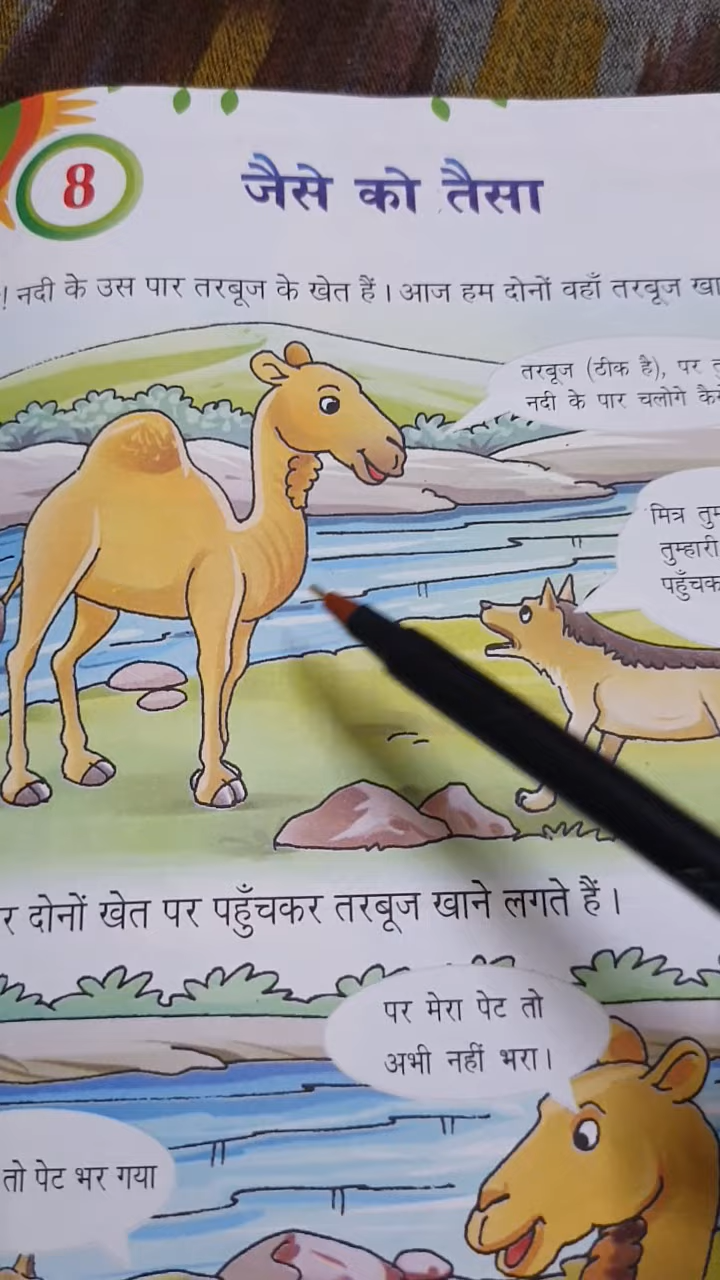 8
जैसे को तैसा
! नदी के उस पार तरबूज के खेत हैं। आज हम दोनों वहाँ तरबूज
तरबूज (ठीक है), पर
नदी के पार चलोगे
मित्र
तुम्हारी
दोनों खेत पर पहुँचकर तरबूज खाने लगते हैं।
पर मेरा पेट तो
अभी नहीं भरा।
तो पेट भर गया